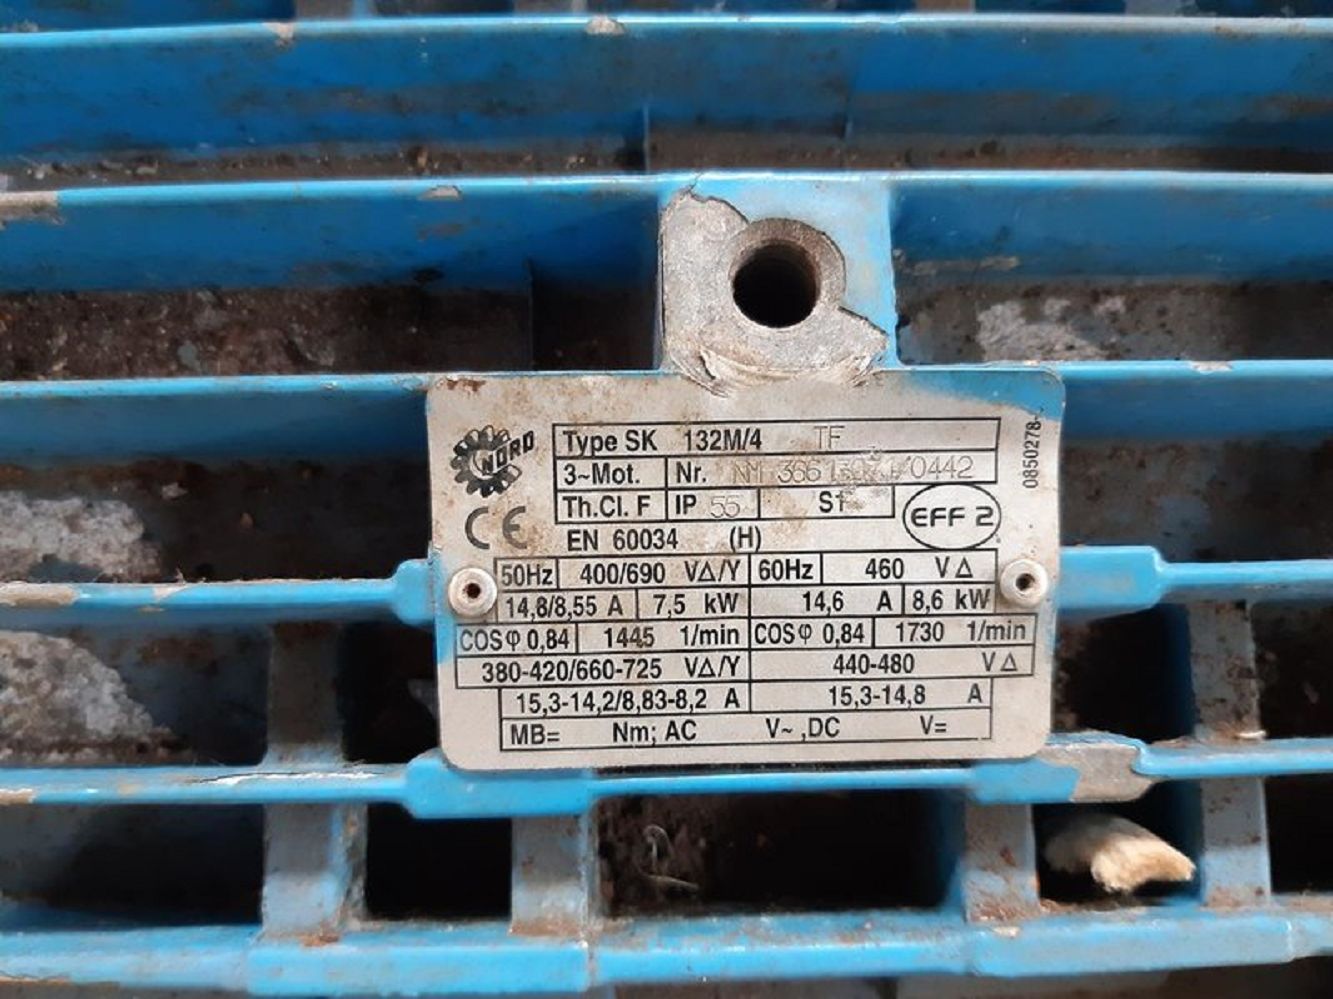 NORD
Type SK 132M/4 TF
3~Mot. Nr. /0442
Th.Cl. F IP 55 S1
EFF 2
CE EN 60034 (H)
0850278-
50Hz 400/690 VΔ/Y 60Hz 460 VΔ
14,8/8,55 A 7,5 kW 14,6 A 8,6 kW
COSφ 0,84 1445 1/min COSφ 0,84 1730 1/min
380-420/660-725 VΔ/Y 440-480 VΔ
15,3-14,2/8,83-8,2 A 15,3-14,8 A
MB= Nm; AC V~ ,DC V=